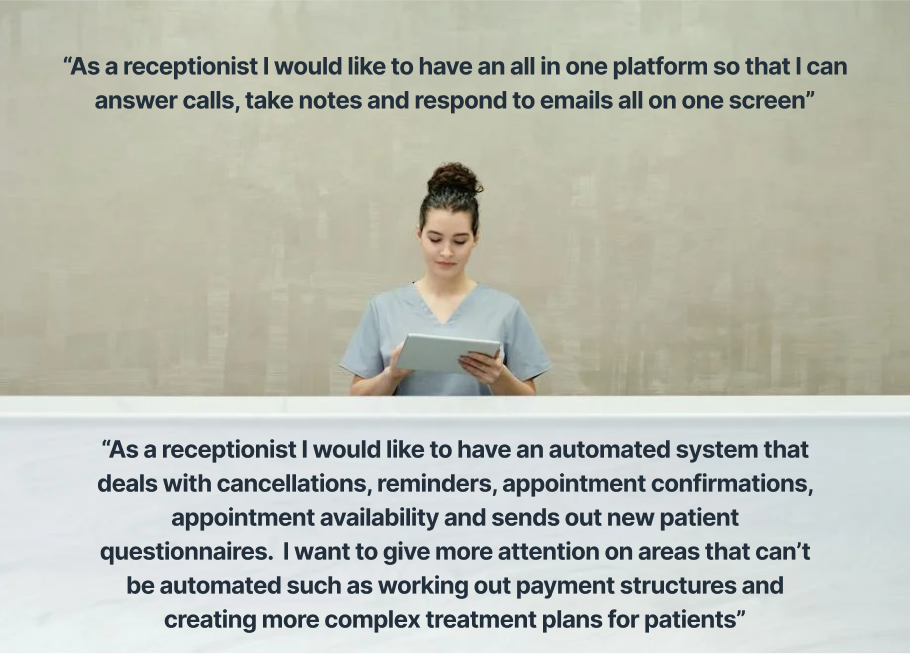 “As a receptionist I would like to have an all in one platform so that I can
answer calls, take notes and respond to emails all on one screen”
“As a receptionist I would like to have an automated system that
deals with cancellations, reminders, appointment confirmations,
appointment availability and sends out new patient
questionnaires.  I want to give more attention on areas that can’t
be automated such as working out payment structures and
creating more complex treatment plans for patients”